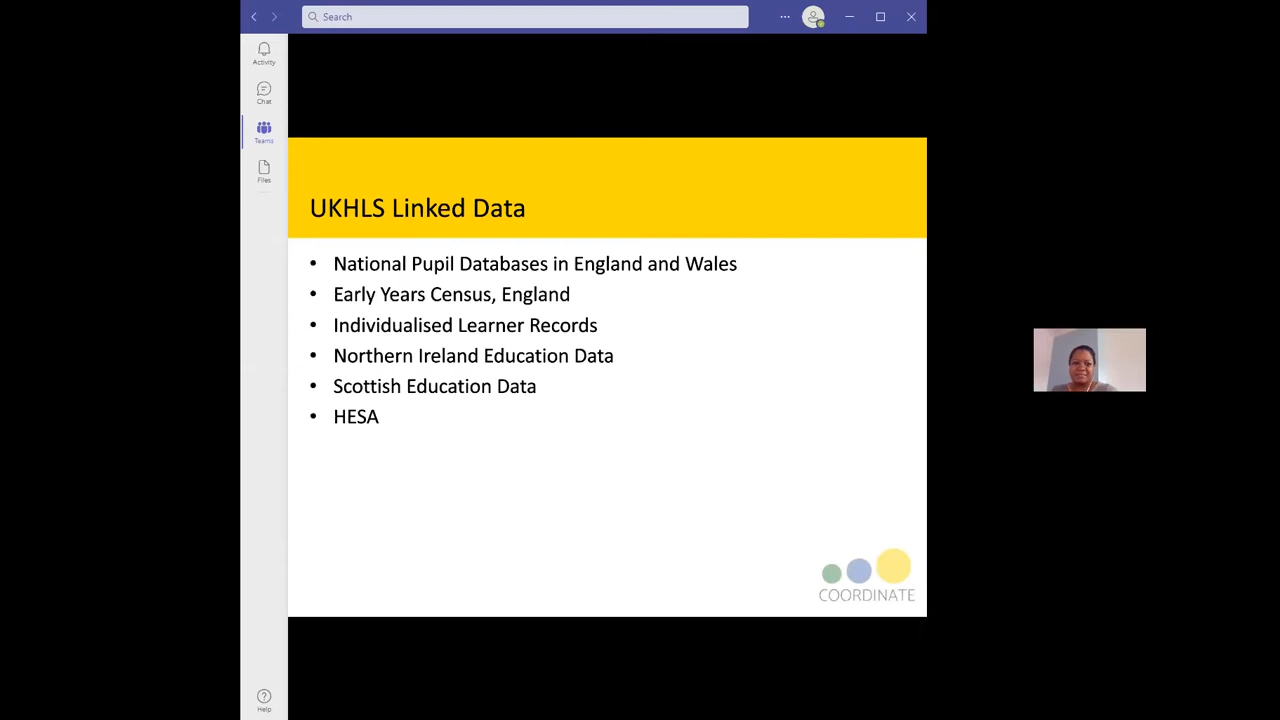 Search
Activity
Chat
Teams
Files
UKHLS Linked Data
• National Pupil Databases in England and Wales
• Early Years Census, England
• Individualised Learner Records
• Northern Ireland Education Data
• Scottish Education Data
• HESA
COORDINATE
Help